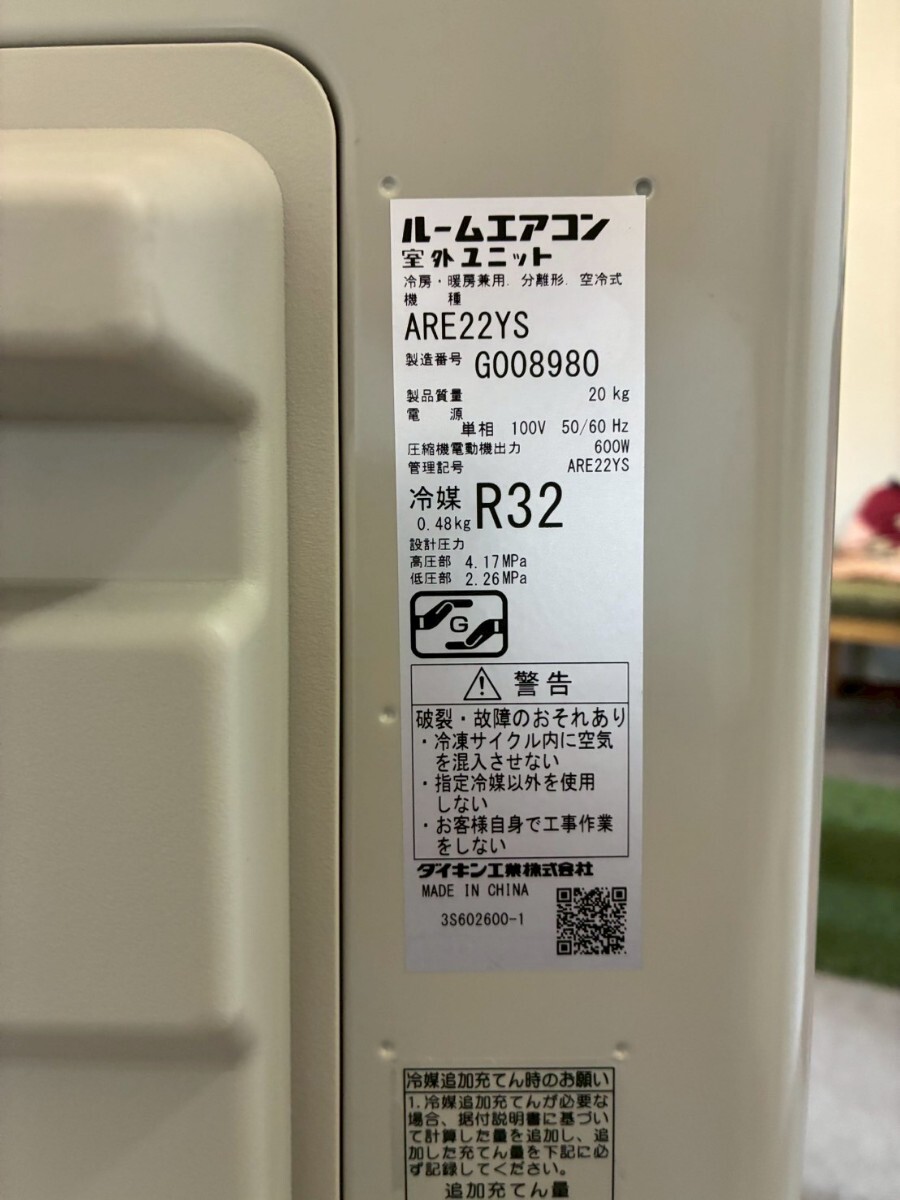 ルームエアコン
室外ユニット
冷房・暖房兼用. 分離形. 空冷式
機 種
ARE22YS
製造番号 G008980
製品質量 20 kg
電 源
単相 100V 50/60 Hz
圧縮機電動機出力 600W
管理記号 ARE22YS
冷媒 R32
0.48kg
設計圧力
高圧部 4.17MPa
低圧部 2.26MPa
G
警告
破裂・故障のおそれあり
・冷凍サイクル内に空気
を混入させない
・指定冷媒以外を使用
しない
・お客様自身で工事作業
をしない
ダイキン工業株式会社
MADE IN CHINA
3S602600-1
冷媒追加充てん時のお願い
1.冷媒追加充てんが必要な
場合、据付説明書に基づい
て計算した量を追加し、追
加した充てん量を下記に必
ず記録してください。
追加充てん量